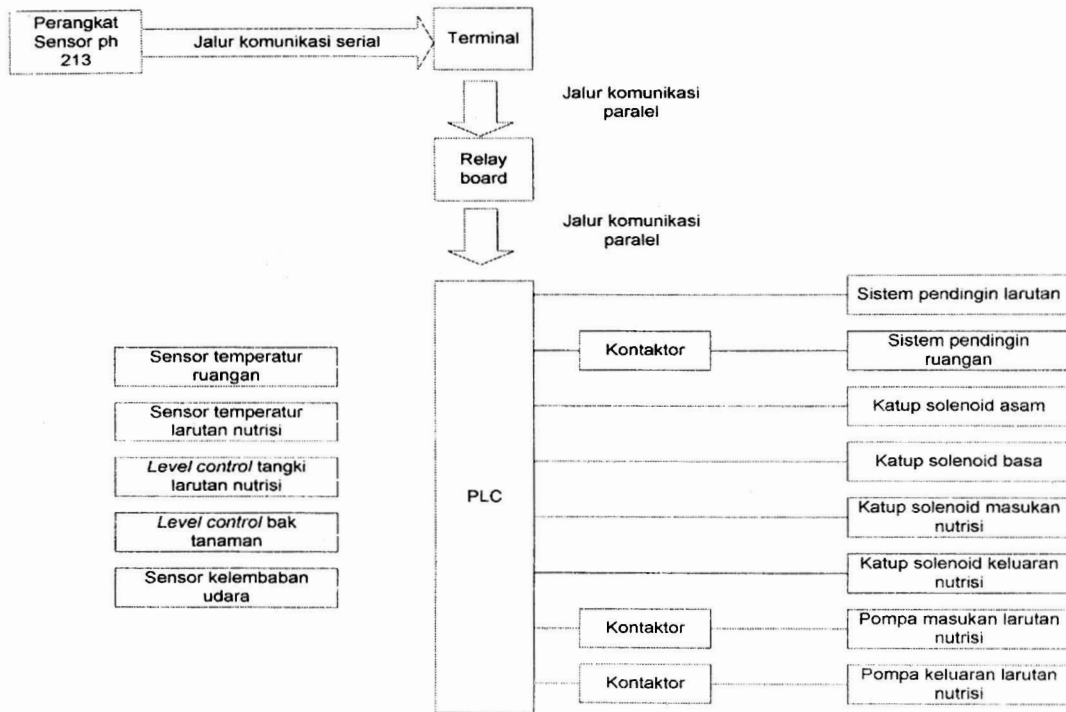 Perangkat
Sensor ph
213
Jalur komunikasi serial
Terminal
Jalur komunikasi
paralel
Relay
board
Jalur komunikasi
paralel
Sensor temperatur
ruangan
Sensor temperatur
larutan nutrisi
Level control tangki
larutan nutrisi
Level control bak
tanaman
Sensor kelembaban
udara
PLC
Sistem pendingin larutan
Kontaktor
Sistem pendingin
ruangan
Katup solenoid asam
Katup solenoid basa
Katup solenoid masukan
nutrisi
Katup solenoid keluaran
nutrisi
Kontaktor
Pompa masukan larutan
nutrisi
Kontaktor
Pompa keluaran larutan
nutrisi